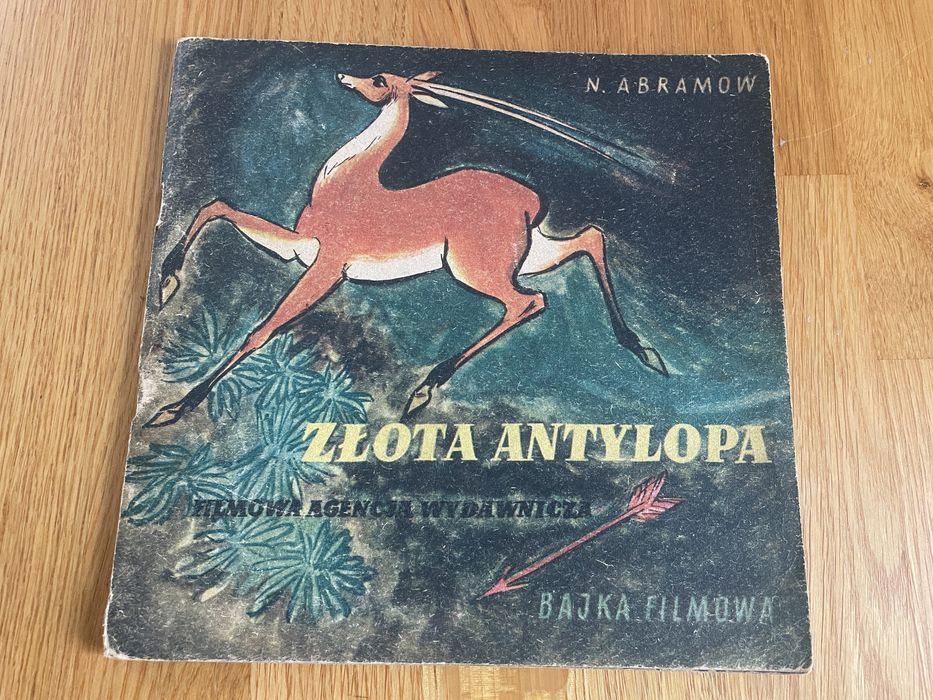 N. ABRAMOW
ZŁOTA ANTYLOPA
FILMOWA AGENCJA WYDAWNICZA
BAJKA FILMOWA